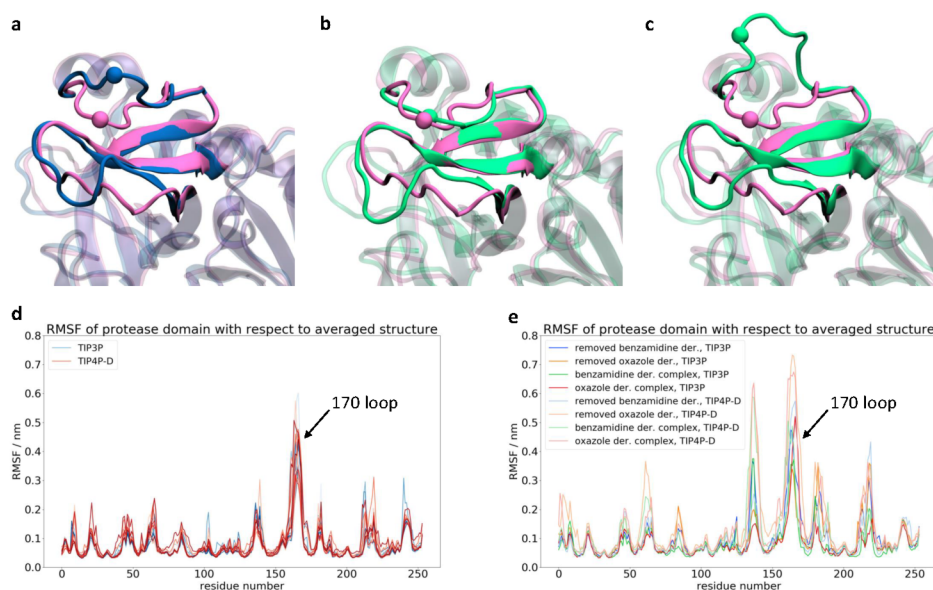 a
b
c
d
RMSF of protease domain with respect to averaged structure
0.8
0.7
0.6
0.5
0.4
0.3
0.2
0.1
0.0
RMSF / nm
TIP3P
TIP4P-D
170 loop
0 50 100 150 200 250
residue number
e
RMSF of protease domain with respect to averaged structure
0.8
0.7
0.6
0.5
0.4
0.3
0.2
0.1
0.0
RMSF / nm
removed benzamidine der., TIP3P
removed oxazole der., TIP3P
benzamidine der. complex, TIP3P
oxazole der. complex, TIP3P
removed benzamidine der., TIP4P-D
removed oxazole der., TIP4P-D
benzamidine der. complex, TIP4P-D
oxazole der. complex, TIP4P-D
170 loop
0 50 100 150 200 250
residue number